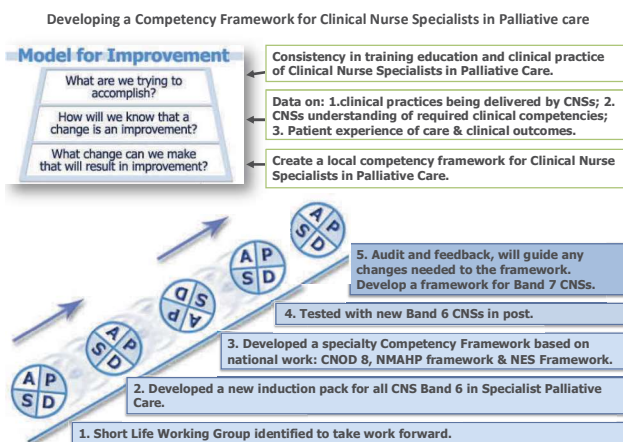 Developing a Competency Framework for Clinical Nurse Specialists in Palliative care
Model for Improvement
What are we trying to
accomplish?
How will we know that a
change is an improvement?
What change can we make
that will result in improvement?
Consistency in training education and clinical practice
of Clinical Nurse Specialists in Palliative Care.
Data on: 1.clinical practices being delivered by CNSs; 2.
CNSs understanding of required clinical competencies;
3. Patient experience of care & clinical outcomes.
Create a local competency framework for Clinical Nurse
Specialists in Palliative Care.
A P
S D
A P
S D
A P
S D
A P
S D
A P
S D
5. Audit and feedback, will guide any
changes needed to the framework.
Develop a framework for Band 7 CNSs.
4. Tested with new Band 6 CNSs in post.
3. Developed a specialty Competency Framework based on
national work: CNOD 8, NMAHP framework & NES Framework.
2. Developed a new induction pack for all CNS Band 6 in Specialist Palliative
Care.
1. Short Life Working Group identified to take work forward.